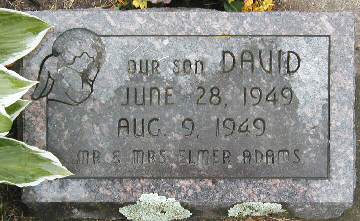 OUR SON DAVID
JUNE 28, 1949
AUG. 9, 1949
MR & MRS ELMER ADAMS